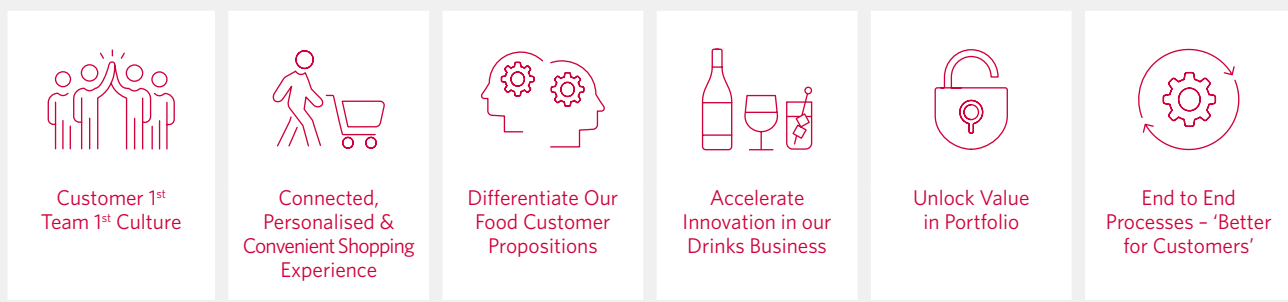 Customer 1st
Team 1st Culture
Connected,
Personalised &
Convenient Shopping
Experience
Differentiate Our
Food Customer
Propositions
Accelerate
Innovation in our
Drinks Business
Unlock Value
in Portfolio
End to End
Processes – ‘Better
for Customers’